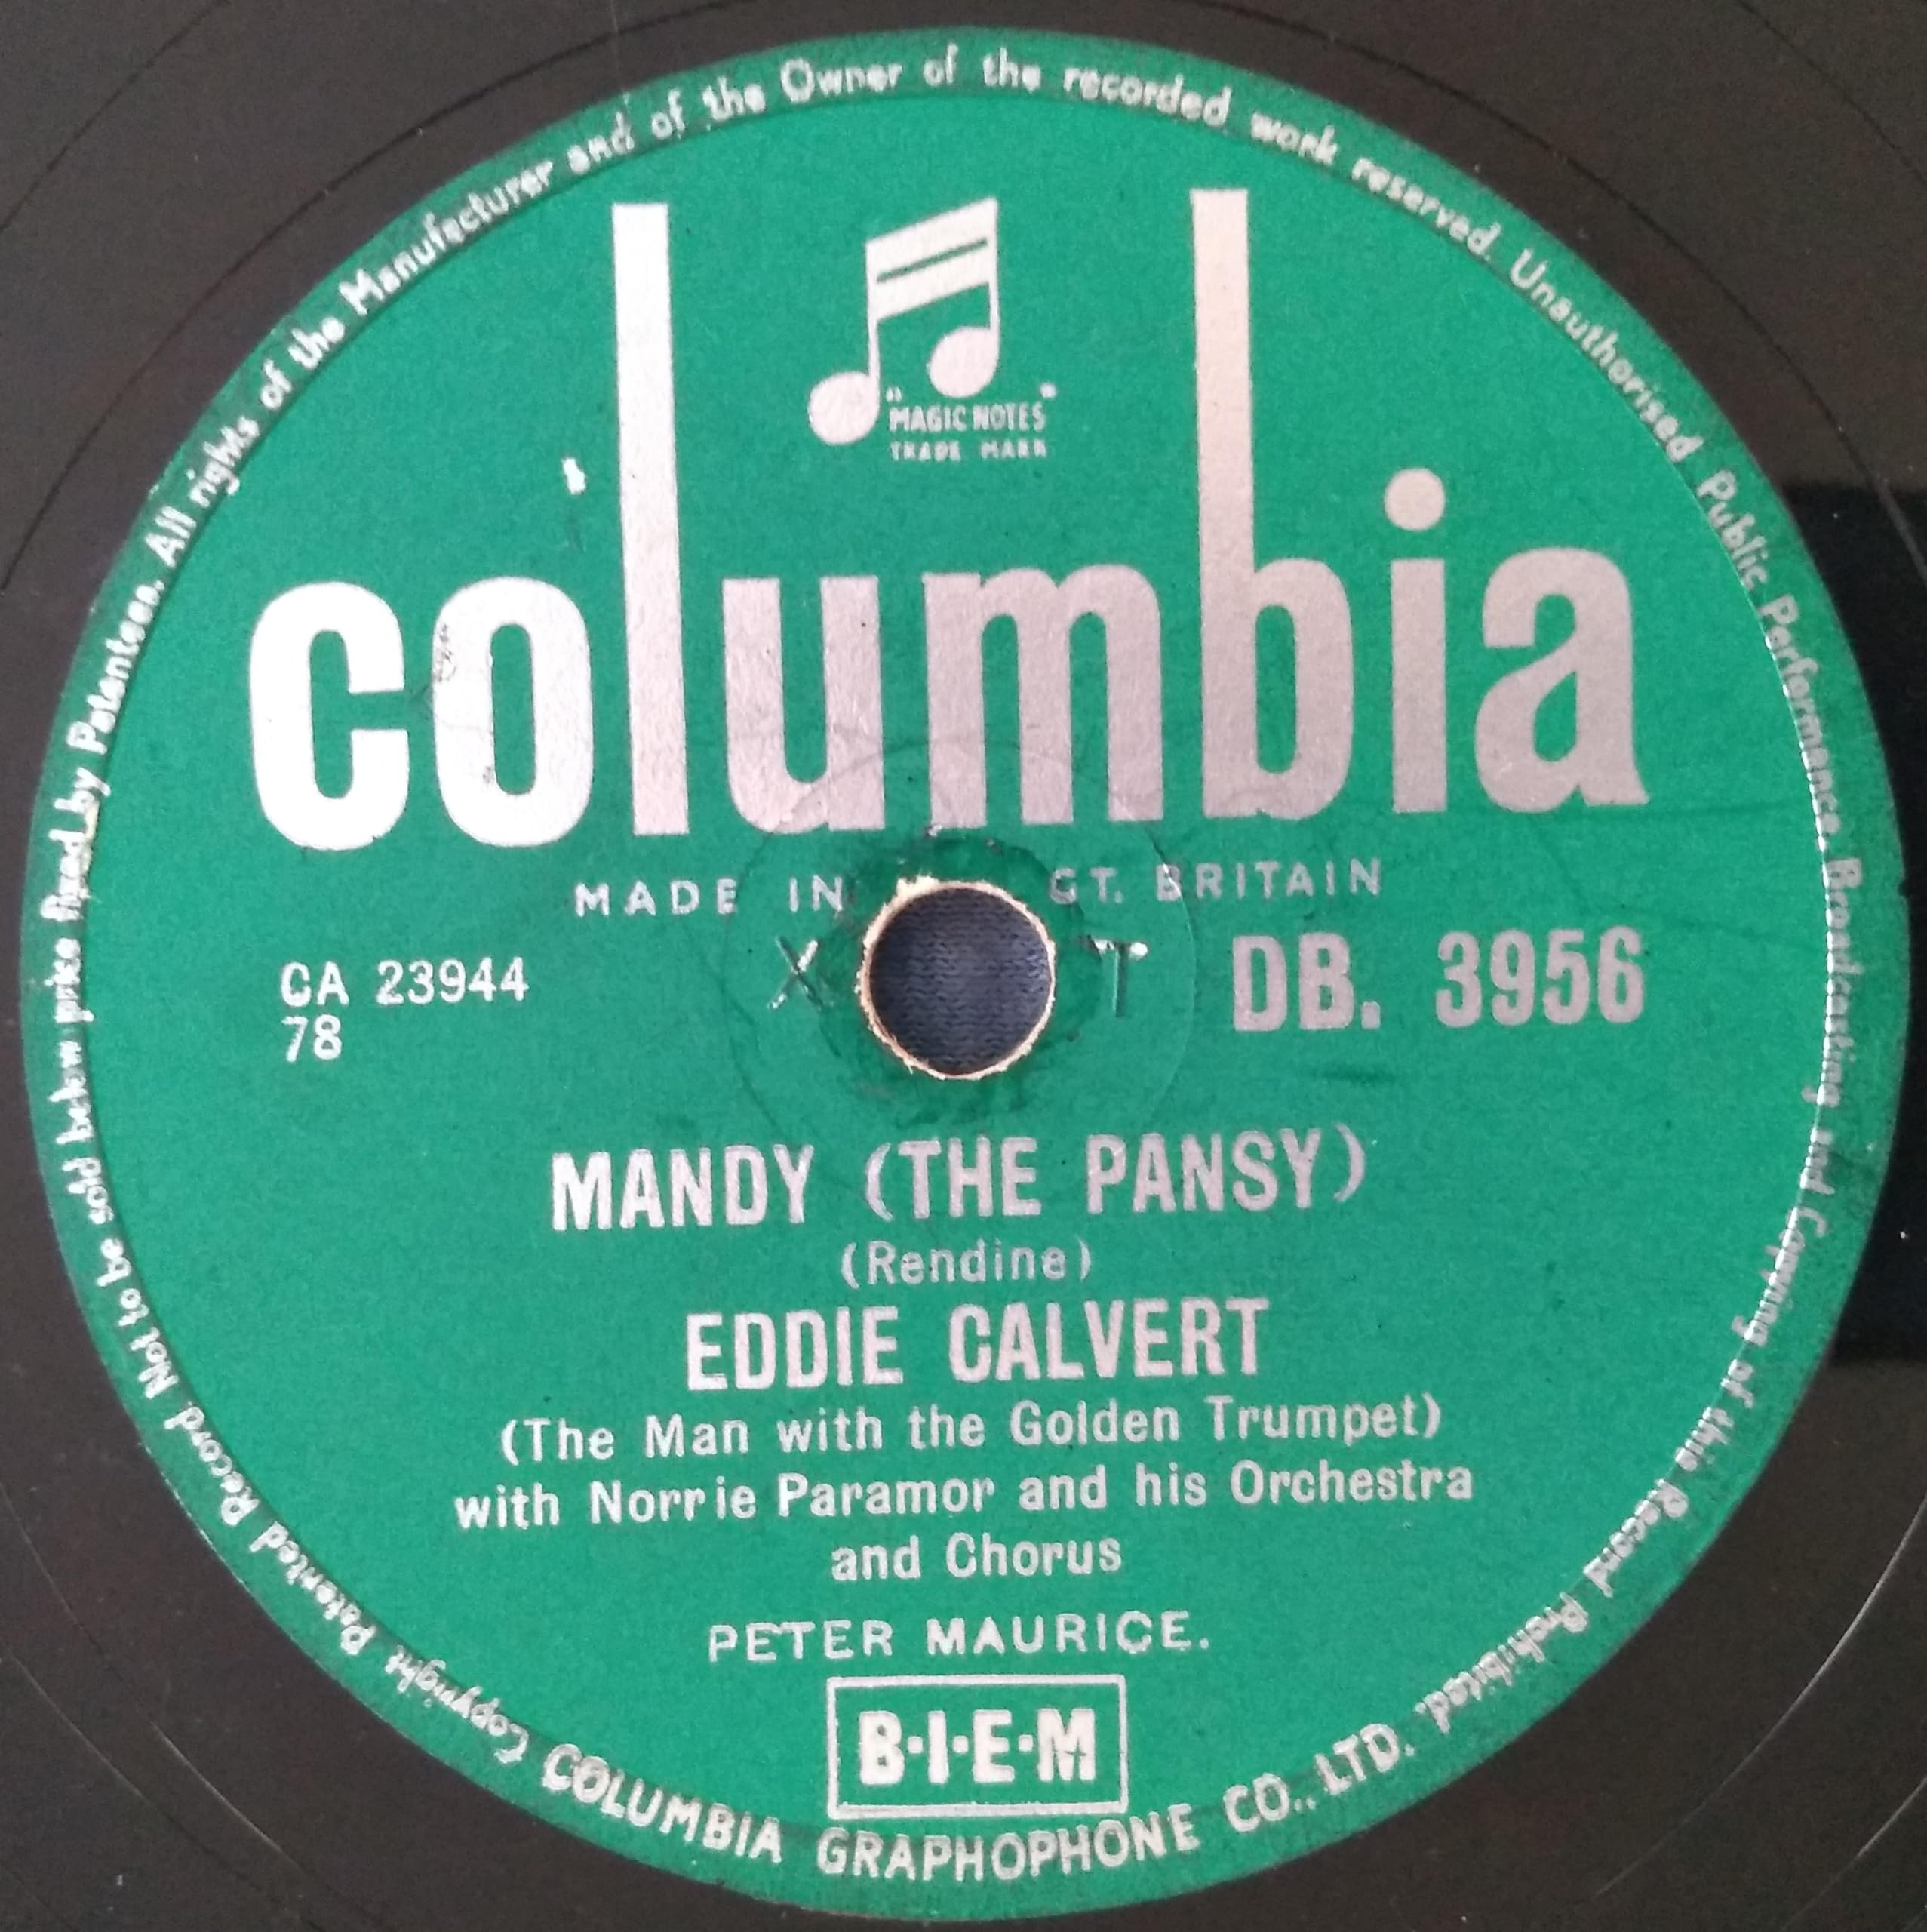 columbia
"MAGIC NOTES"
TRADE MARK
MADE IN GT. BRITAIN
CA 23944
78
X T
DB. 3956
MANDY (THE PANSY)
(Rendine)
EDDIE CALVERT
(The Man with the Golden Trumpet)
with Norrie Paramor and his Orchestra
and Chorus
PETER MAURICE.
B·I·E·M
COLUMBIA GRAPHOPHONE CO., LTD.
Copyright Patented Record Not to be sold below price fixed by Patentees. All rights of the Manufacturer and of the Owner of the recorded work reserved. Unauthorised Public Performance Broadcasting and Copying of this Record Prohibited.